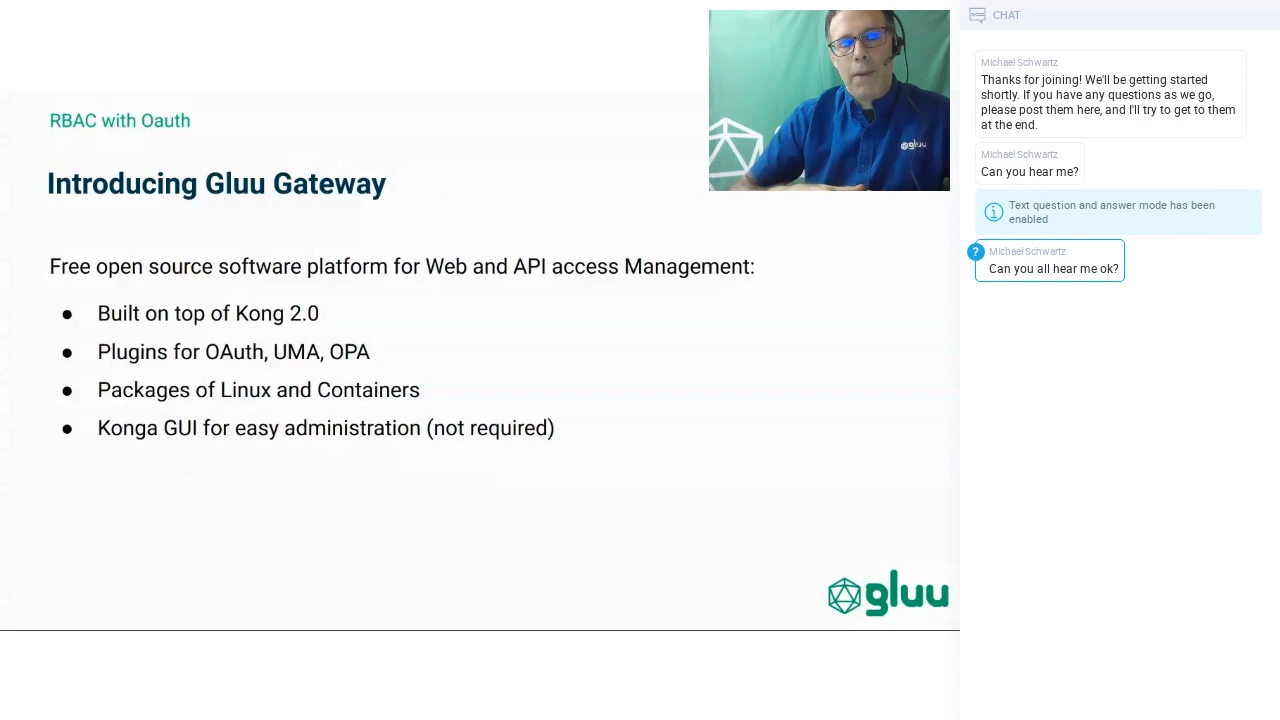 RBAC with Oauth
Introducing Gluu Gateway
Free open source software platform for Web and API access Management:
● Built on top of Kong 2.0
● Plugins for OAuth, UMA, OPA
● Packages of Linux and Containers
● Konga GUI for easy administration (not required)
gluu
gluu
CHAT
Michael Schwartz
Thanks for joining! We'll be getting started
shortly. If you have any questions as we go,
please post them here, and I'll try to get to them
at the end.
Michael Schwartz
Can you hear me?
Text question and answer mode has been
enabled
?
Michael Schwartz
Can you all hear me ok?